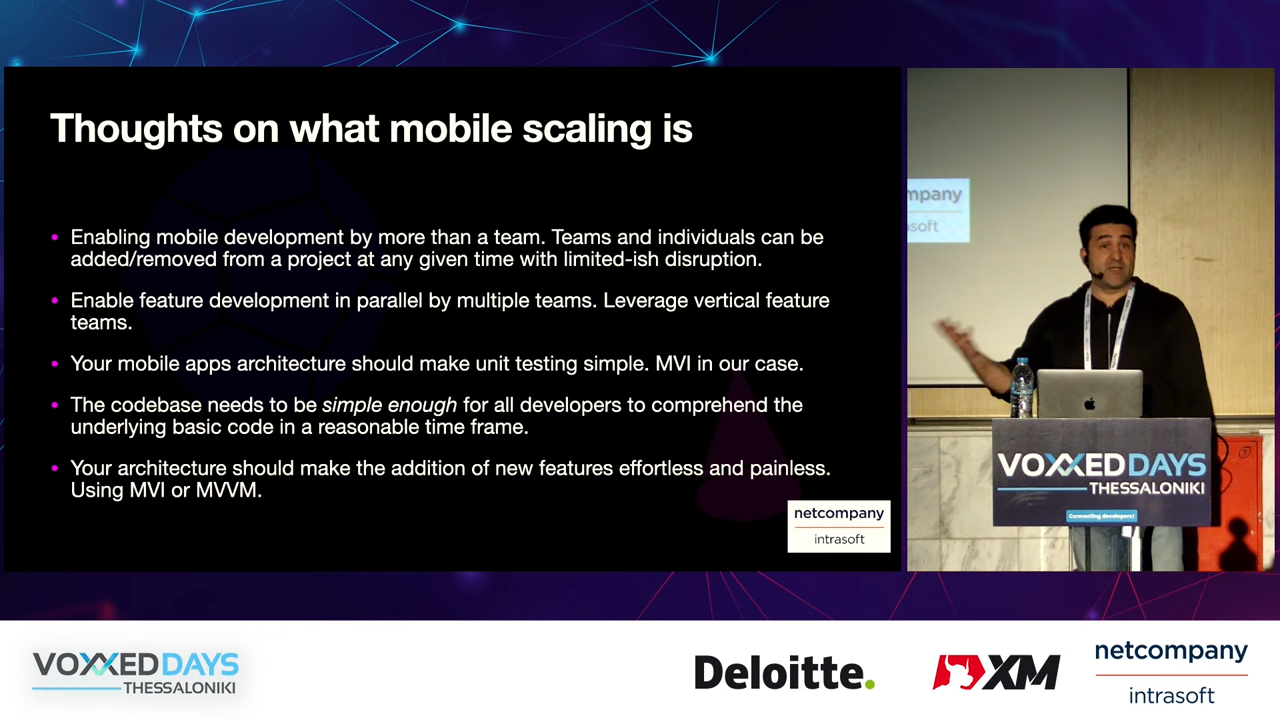 Thoughts on what mobile scaling is
• Enabling mobile development by more than a team. Teams and individuals can be
added/removed from a project at any given time with limited-ish disruption.
• Enable feature development in parallel by multiple teams. Leverage vertical feature
teams.
• Your mobile apps architecture should make unit testing simple. MVI in our case.
• The codebase needs to be simple enough for all developers to comprehend the
underlying basic code in a reasonable time frame.
• Your architecture should make the addition of new features effortless and painless.
Using MVI or MVVM.
netcompany
intrasoft
mpany
soft
VOXXED DAYS
THESSALONIKI
Connecting developers!
VOXXED DAYS
THESSALONIKI
Deloitte.
XM
netcompany
intrasoft